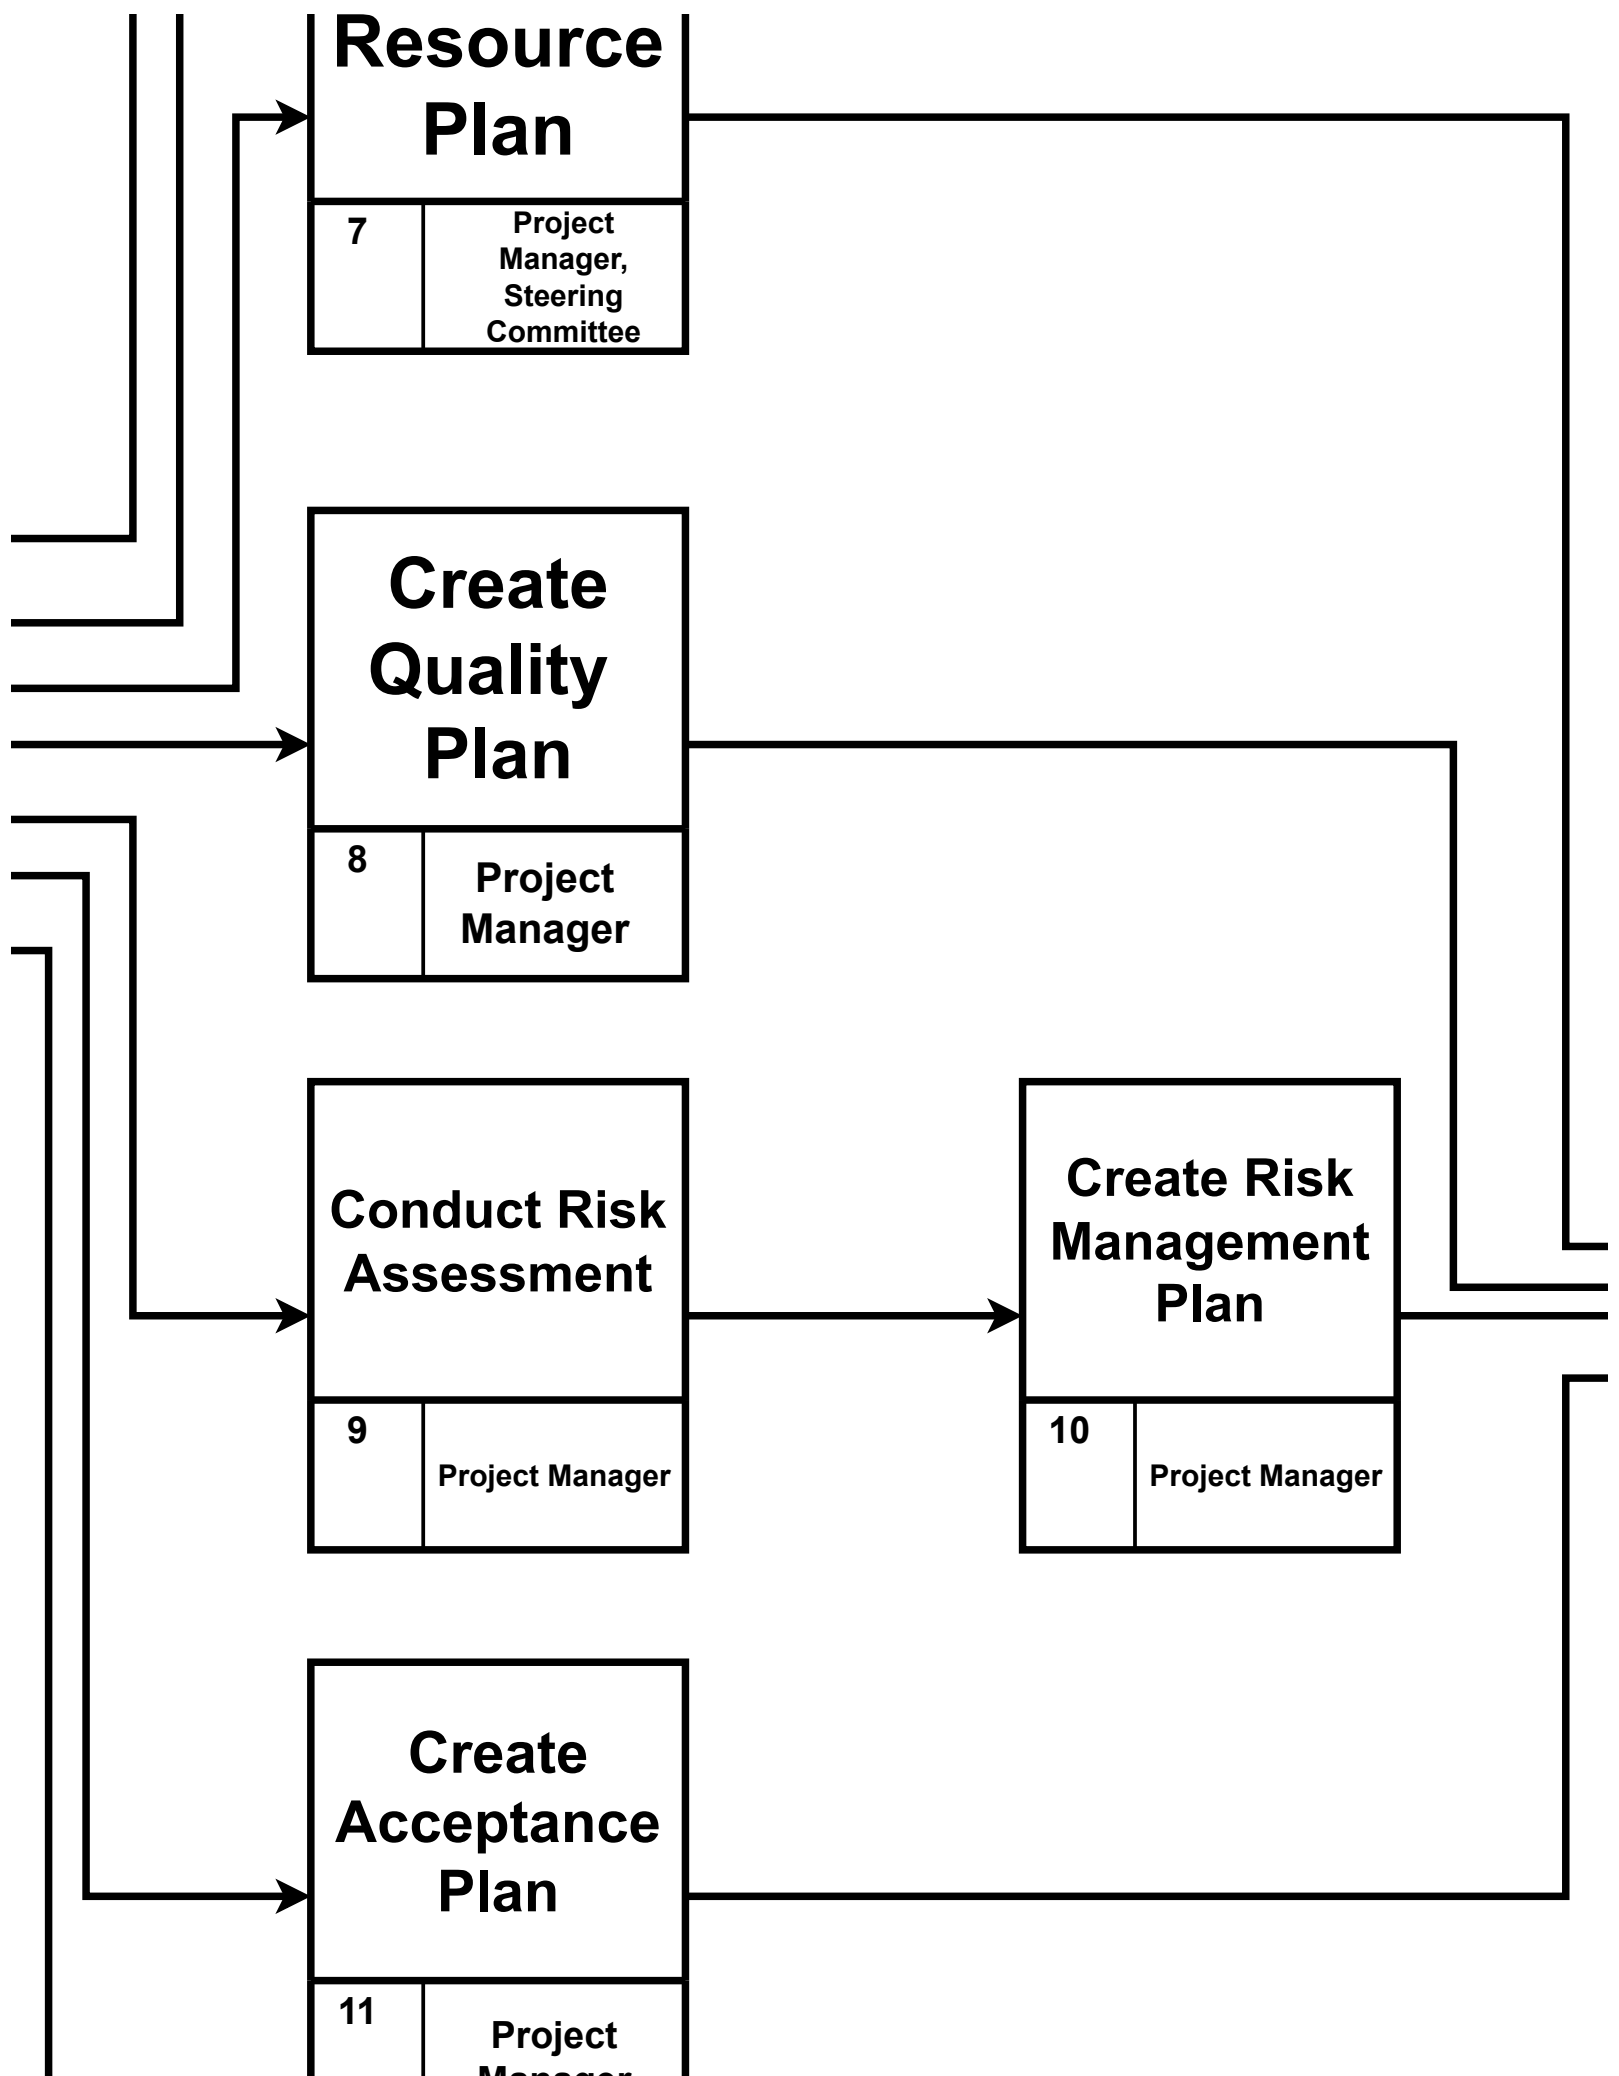 Resource
Plan
7
Project
Manager,
Steering
Committee
Create
Quality
Plan
8
Project
Manager
Conduct Risk
Assessment
9
Project Manager
Create Risk
Management
Plan
10
Project Manager
Create
Acceptance
Plan
11
Project
Manager